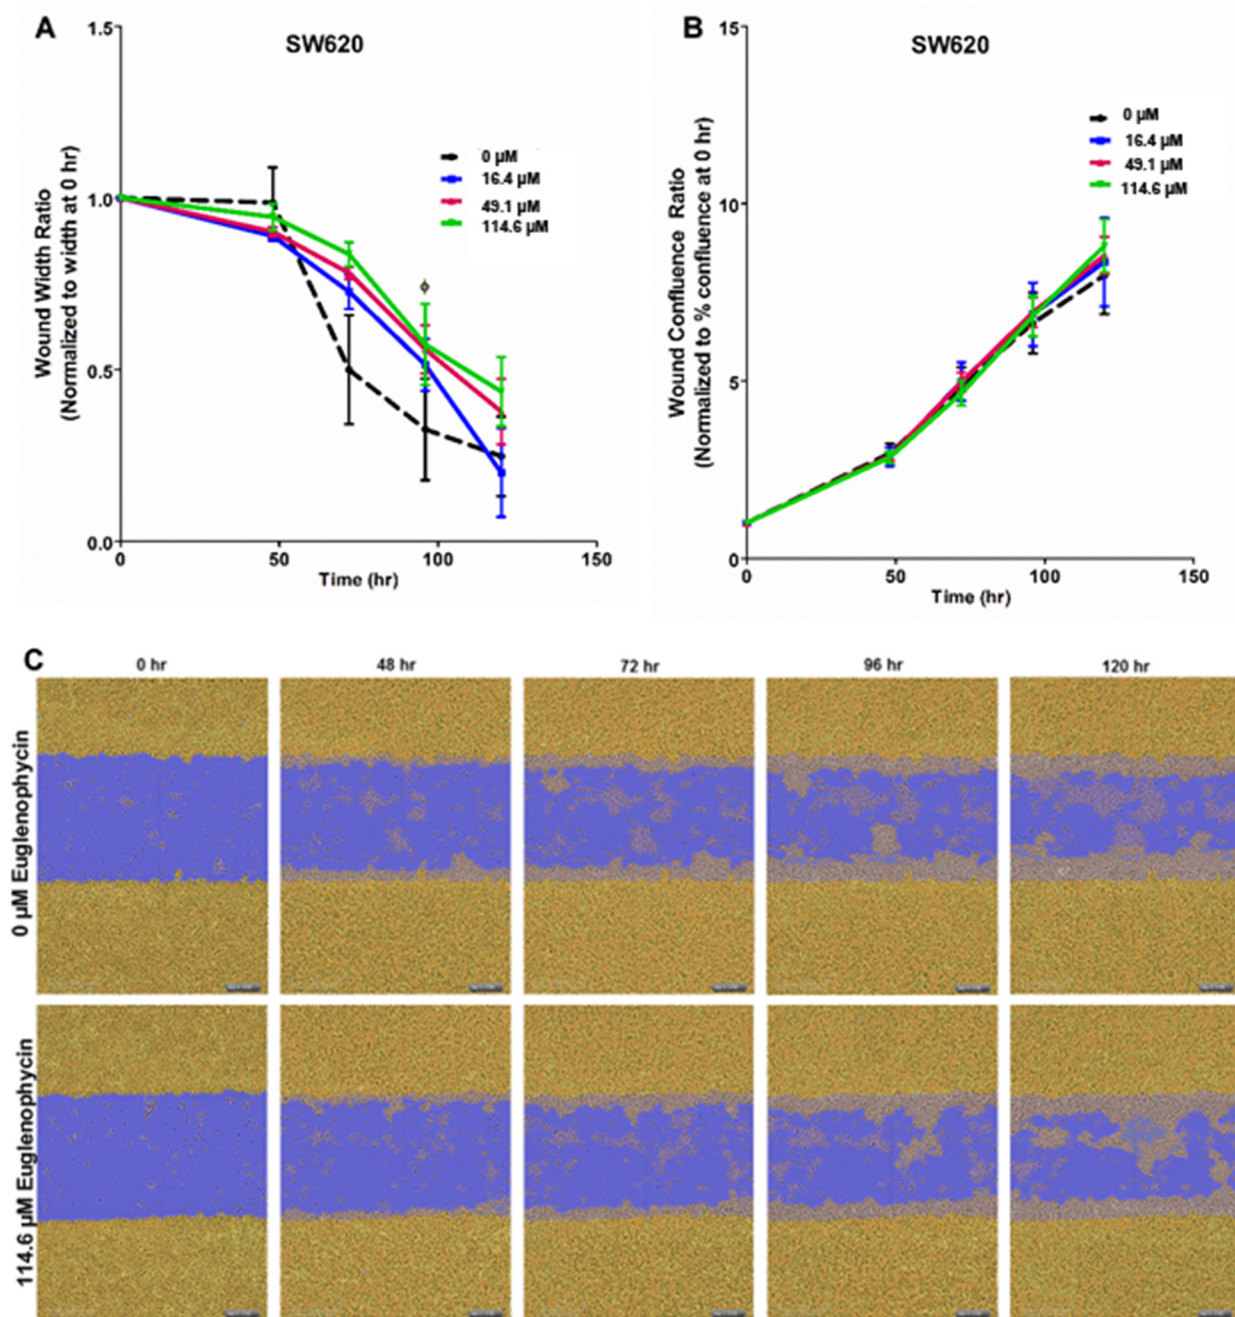 A
SW620
1.5
1.0
0.5
0.0
0
50
100
150
Time (hr)
Wound Width Ratio
(Normalized to width at 0 hr)
0 µM
16.4 µM
49.1 µM
114.6 µM
ϕ
B
SW620
15
10
5
0
0
50
100
150
Time (hr)
Wound Confluence Ratio
(Normalized to % confluence at 0 hr)
0 µM
16.4 µM
49.1 µM
114.6 µM
C
0 hr
48 hr
72 hr
96 hr
120 hr
0 µM Euglenophycin
114.6 µM Euglenophycin